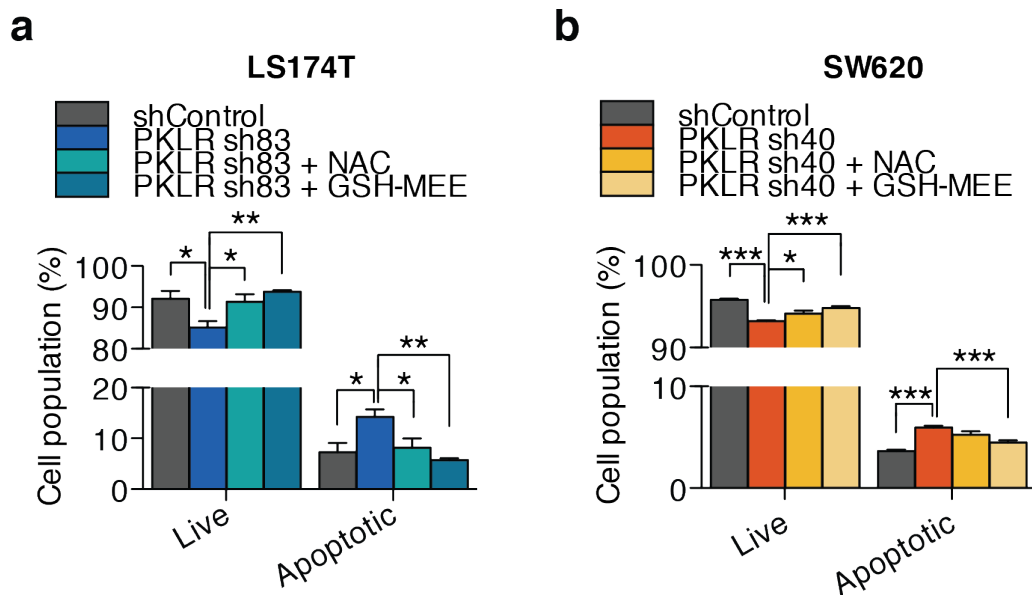 a
LS174T
shControl
PKLR sh83
PKLR sh83 + NAC
PKLR sh83 + GSH-MEE
Cell population (%)
100
90
80
20
10
0
*
*
**
*
*
**
Live
Apoptotic
b
SW620
shControl
PKLR sh40
PKLR sh40 + NAC
PKLR sh40 + GSH-MEE
Cell population (%)
100
90
10
0
***
*
***
***
***
Live
Apoptotic